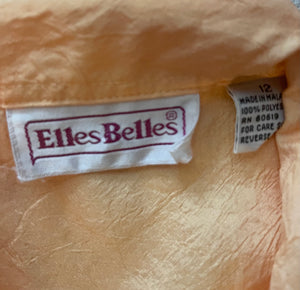 Elles Belles ®
12
MADE IN MALA
100% POLYES
RN 60619
FOR CARE S
REVERSE